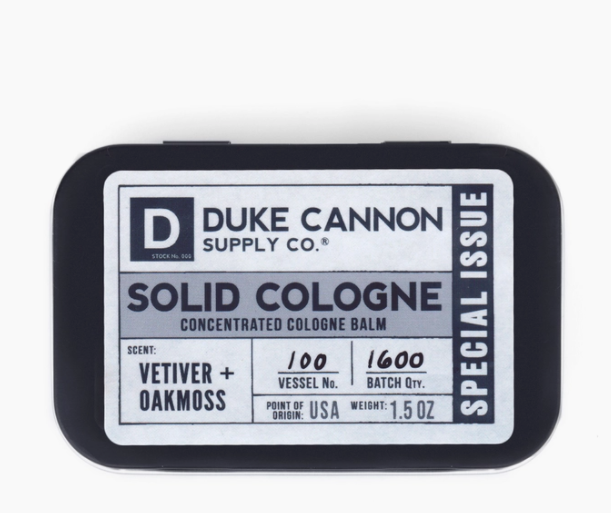 D
STOCK No.
DUKE CANNON
SUPPLY CO.®
SOLID COLOGNE
CONCENTRATED COLOGNE BALM
SCENT:
VETIVER +
OAKMOSS
100
VESSEL No.
1600
BATCH QTY.
POINT OF
ORIGIN: USA
WEIGHT: 1.5 OZ
SPECIAL ISSUE